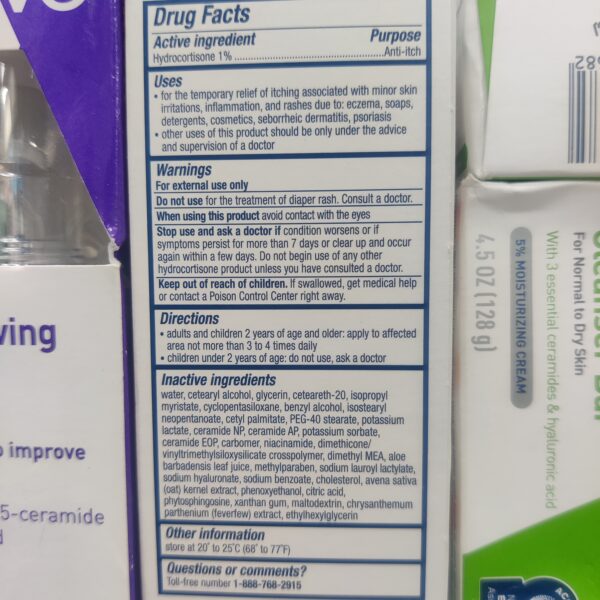 Drug Facts
Active ingredient Purpose
Hydrocortisone 1% ........ Anti-itch
Uses
• for the temporary relief of itching associated with minor skin
irritations, inflammation, and rashes due to: eczema, soaps,
detergents, cosmetics, seborrheic dermatitis, psoriasis
• other uses of this product should be only under the advice
and supervision of a doctor
Warnings
For external use only
Do not use for the treatment of diaper rash. Consult a doctor.
When using this product avoid contact with the eyes
Stop use and ask a doctor if condition worsens or if
symptoms persist for more than 7 days or clear up and occur
again within a few days. Do not begin use of any other
hydrocortisone product unless you have consulted a doctor.
Keep out of reach of children. If swallowed, get medical help
or contact a Poison Control Center right away.
Directions
• adults and children 2 years of age and older: apply to affected
area not more than 3 to 4 times daily
• children under 2 years of age: do not use, ask a doctor
Inactive ingredients
water, cetearyl alcohol, glycerin, ceteareth-20, isopropyl
myristate, cyclopentasiloxane, benzyl alcohol, isostearyl
neopentanoate, cetyl palmitate, PEG-40 stearate, potassium
lactate, ceramide NP, ceramide AP, potassium sorbate,
ceramide EOP, carbomer, niacinamide, dimethicone/
vinyltrimethylsiloxysilicate crosspolymer, dimethyl MEA, aloe
barbadensis leaf juice, methylparaben, sodium lauroyl lactylate,
sodium hyaluronate, sodium benzoate, cholesterol, avena sativa
(oat) kernel extract, phenoxyethanol, citric acid,
phytosphingosine, xanthan gum, maltodextrin, chrysanthemum
parthenium (feverfew) extract, ethylhexylglycerin
Other information
store at 20° to 25°C (68° to 77°F)
Questions or comments?
Toll-free number 1-888-768-2915
ving
o improve
5-ceramide
Cleanser Bar
For Normal to Dry Skin
With 3 essential ceramides & hyaluronic acid
5% MOISTURIZING CREAM
4.5 OZ (128 g)